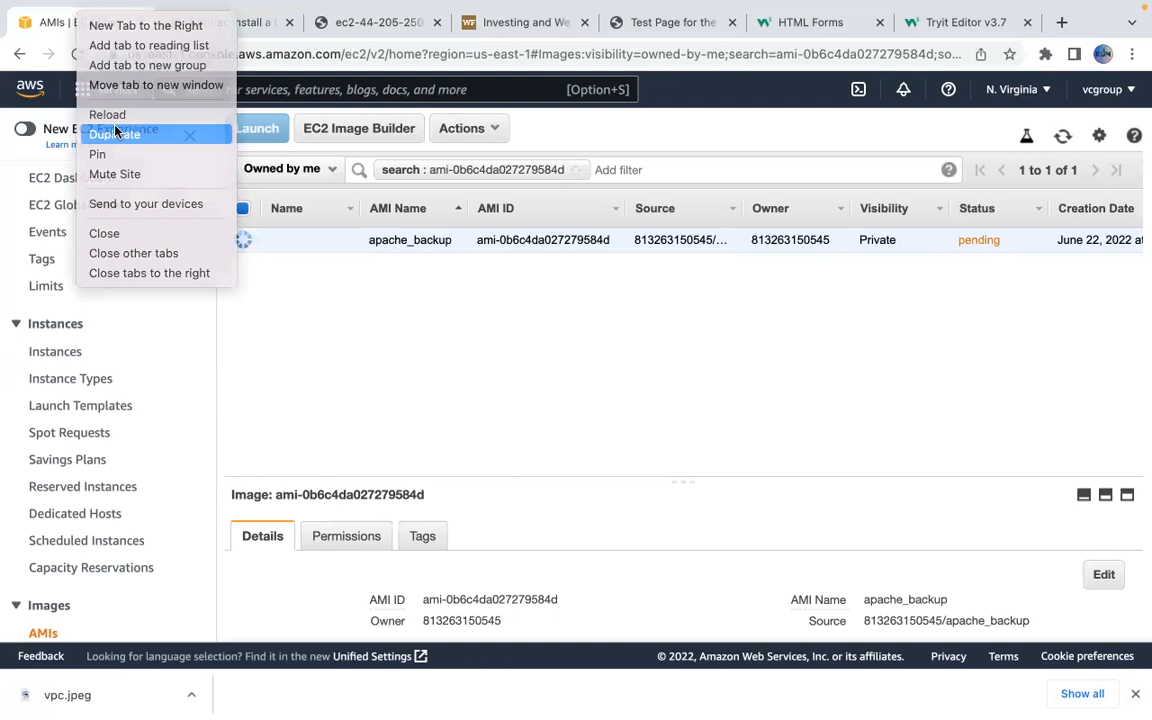 AMIs | E
ec2-44-205-250
Investing and We
Test Page for the
HTML Forms
Tryit Editor v3.7
New Tab to the Right
Add tab to reading list
Add tab to new group
Move tab to new window
Reload
Duplicate
Pin
Mute Site
Send to your devices
Close
Close other tabs
Close tabs to the right
.aws.amazon.com/ec2/v2/home?region=us-east-1#Images:visibility=owned-by-me;search=ami-0b6c4da027279584d;so...
aws
for services, features, blogs, docs, and more
[Option+S]
N. Virginia
vcgroup
Launch
EC2 Image Builder
Actions
Owned by me
search : ami-0b6c4da027279584d
Add filter
1 to 1 of 1
Name
AMI Name
AMI ID
Source
Owner
Visibility
Status
Creation Date
apache_backup
ami-0b6c4da027279584d
813263150545/...
813263150545
Private
pending
June 22, 2022 at
Events
Tags
Limits
Instances
Instances
Instance Types
Launch Templates
Spot Requests
Savings Plans
Reserved Instances
Dedicated Hosts
Scheduled Instances
Capacity Reservations
Images
AMIs
Image: ami-0b6c4da027279584d
Details
Permissions
Tags
Edit
AMI ID
ami-0b6c4da027279584d
AMI Name
apache_backup
Owner
813263150545
Source
813263150545/apache_backup
Feedback
Looking for language selection? Find it in the new Unified Settings
© 2022, Amazon Web Services, Inc. or its affiliates.
Privacy
Terms
Cookie preferences
vpc.jpeg
Show all